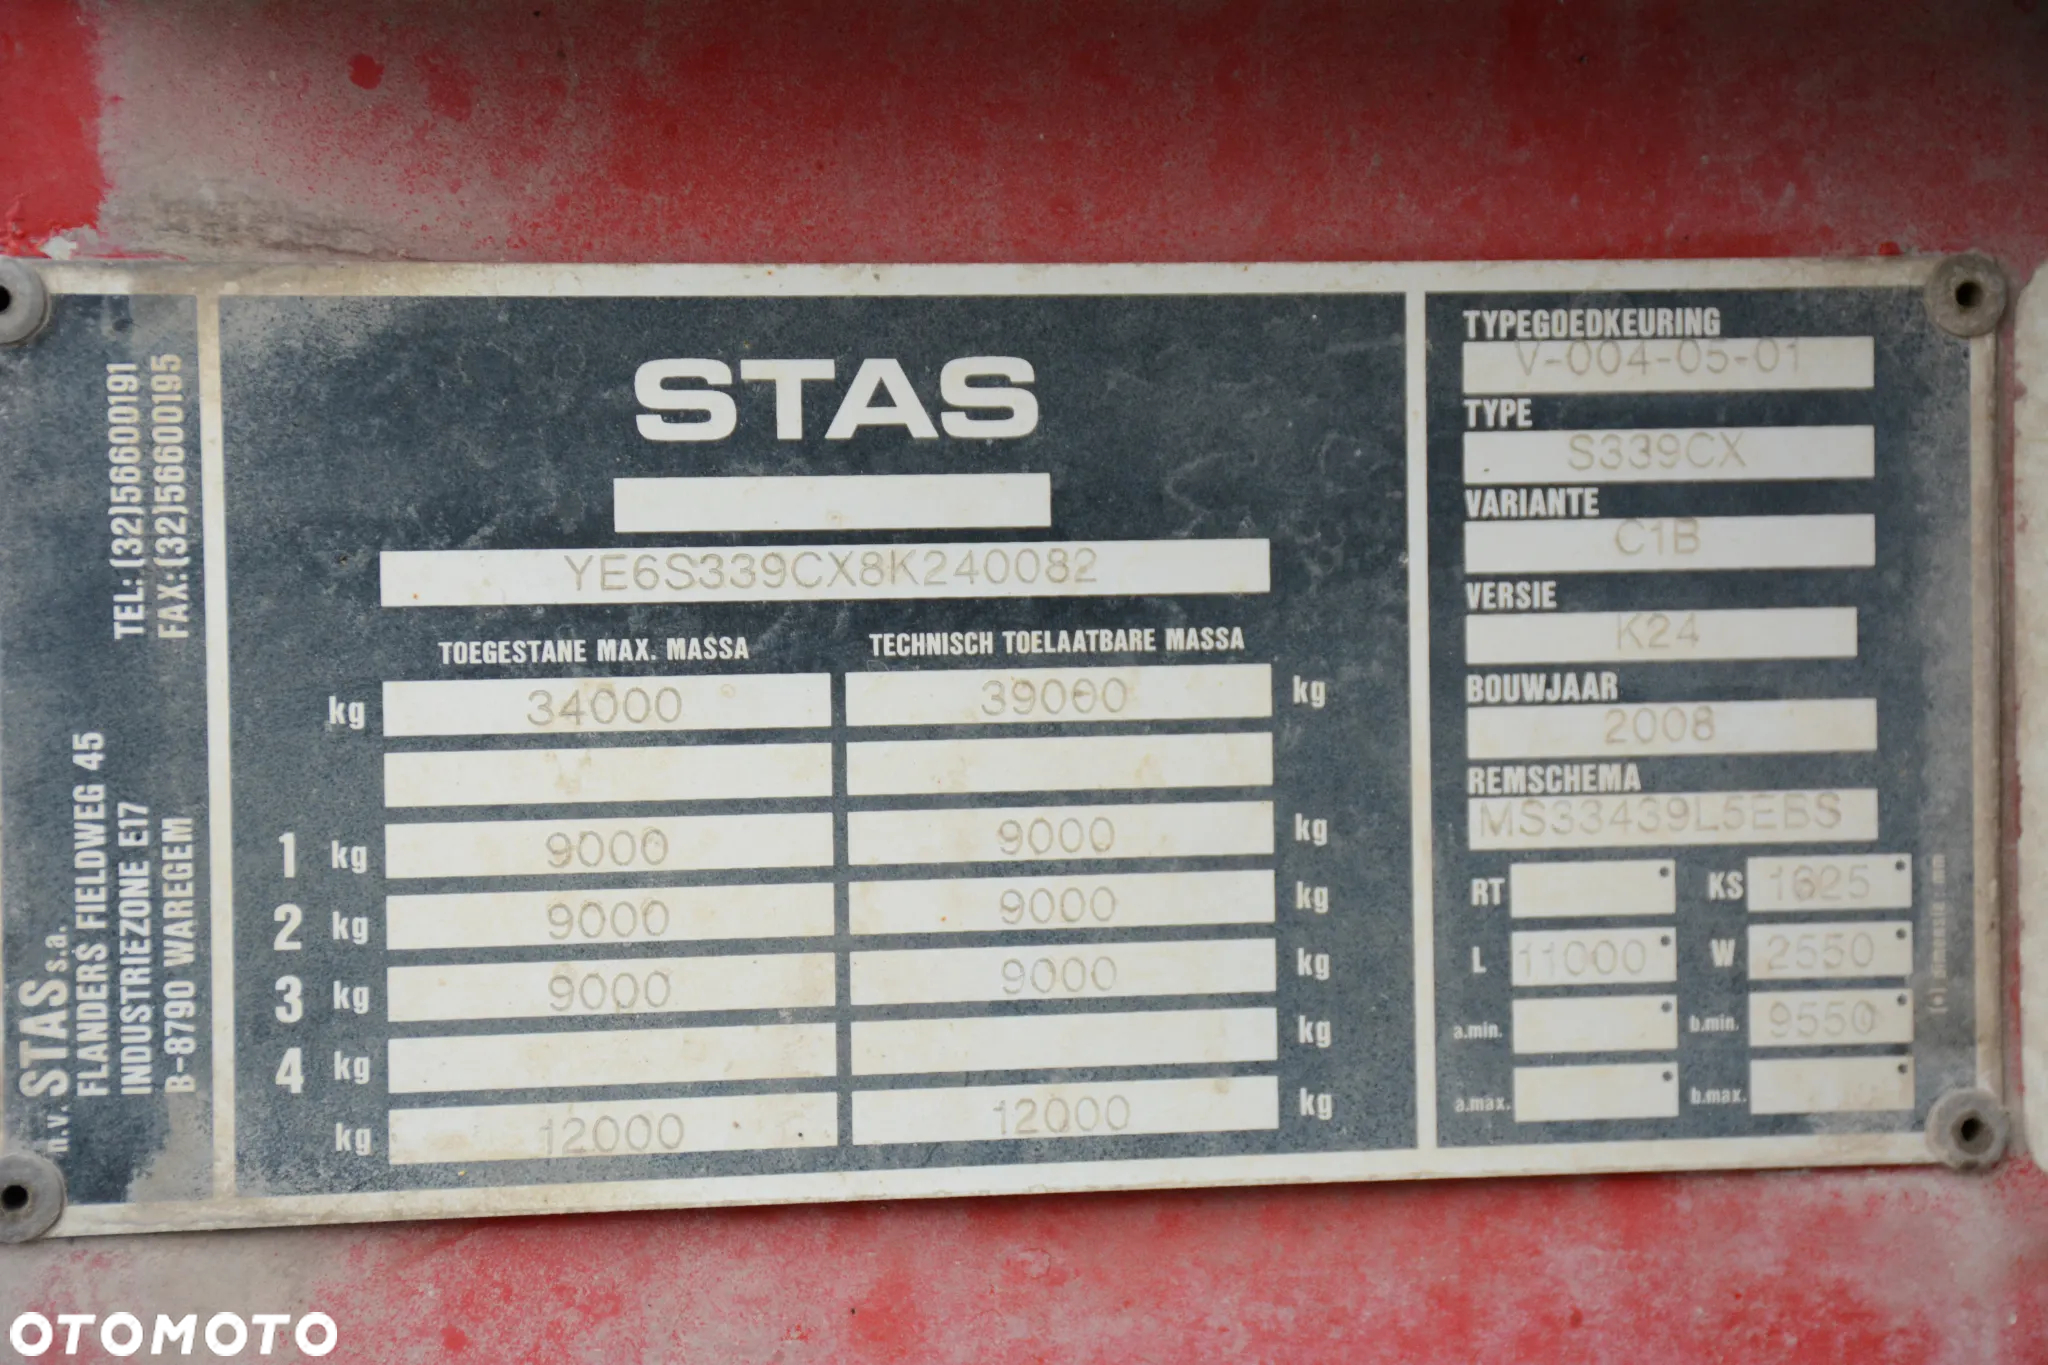 n.v. STAS s.a.
FLANDERS FIELDWEG 45
INDUSTRIEZONE E17
B-8790 WAREGEM
TEL:(32)56600191
FAX:(32)56600195
STAS
YE6S339CX8K240082
TOEGESTANE MAX. MASSA TECHNISCH TOELAATBARE MASSA
kg 34000 39000 kg
1 kg 9000 9000 kg
2 kg 9000 9000 kg
3 kg 9000 9000 kg
4 kg kg
kg 12000 12000 kg
TYPEGOEDKEURING
V-004-05-01
TYPE
S339CX
VARIANTE
C1B
VERSIE
K24
BOUWJAAR
2008
REMSCHEMA
MS33439L5EBS
RT KS 1625
L 11000 W 2550
a.min. b.min. 9550
a.max. b.max.
(•) dimensie mm
OTOMOTO